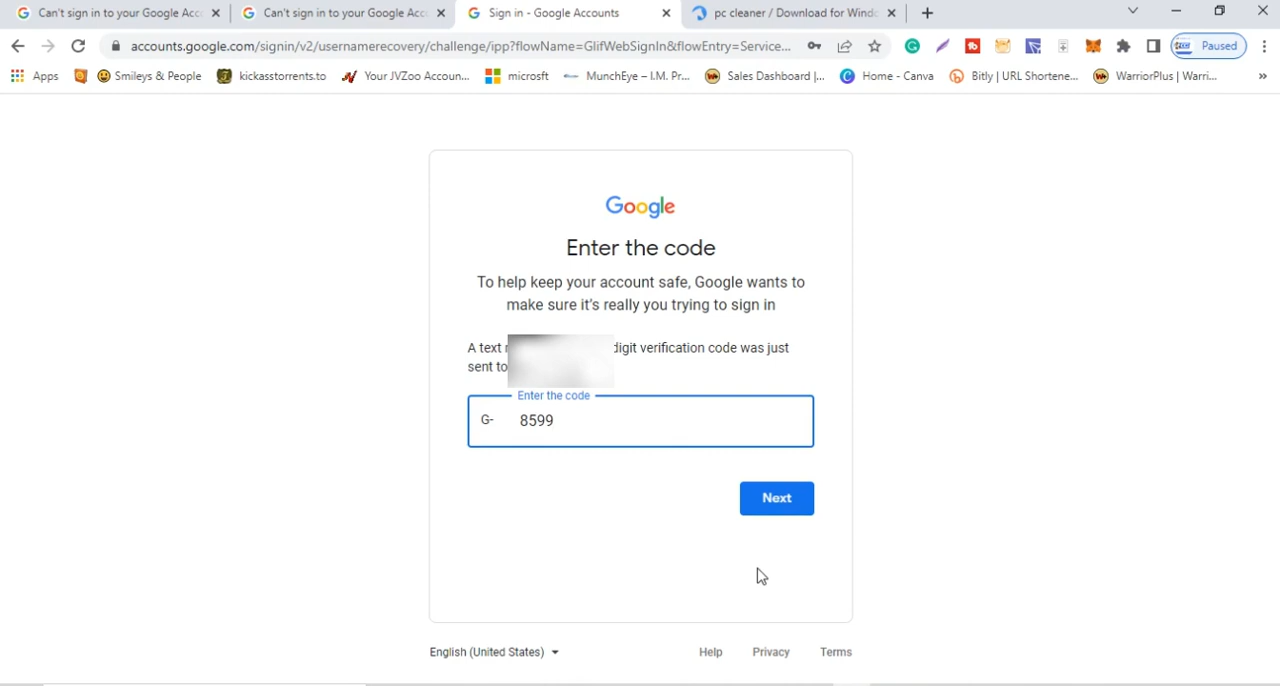 Can't sign in to your Google Acc
Can't sign in to your Google Acc
Sign in - Google Accounts
pc cleaner / Download for Windo
accounts.google.com/signin/v2/usernamerecovery/challenge/ipp?flowName=GlifWebSignIn&flowEntry=Service...
Paused
Apps
Smileys & People
kickasstorrents.to
Your JVZoo Accoun...
microsft
MunchEye – I.M. Pr...
Sales Dashboard |...
Home - Canva
Bitly | URL Shortene...
WarriorPlus | Warri...
»
Google
Enter the code
To help keep your account safe, Google wants to
make sure it's really you trying to sign in
A text digit verification code was just
sent to
Enter the code
G- 8599
Next
English (United States)
Help
Privacy
Terms